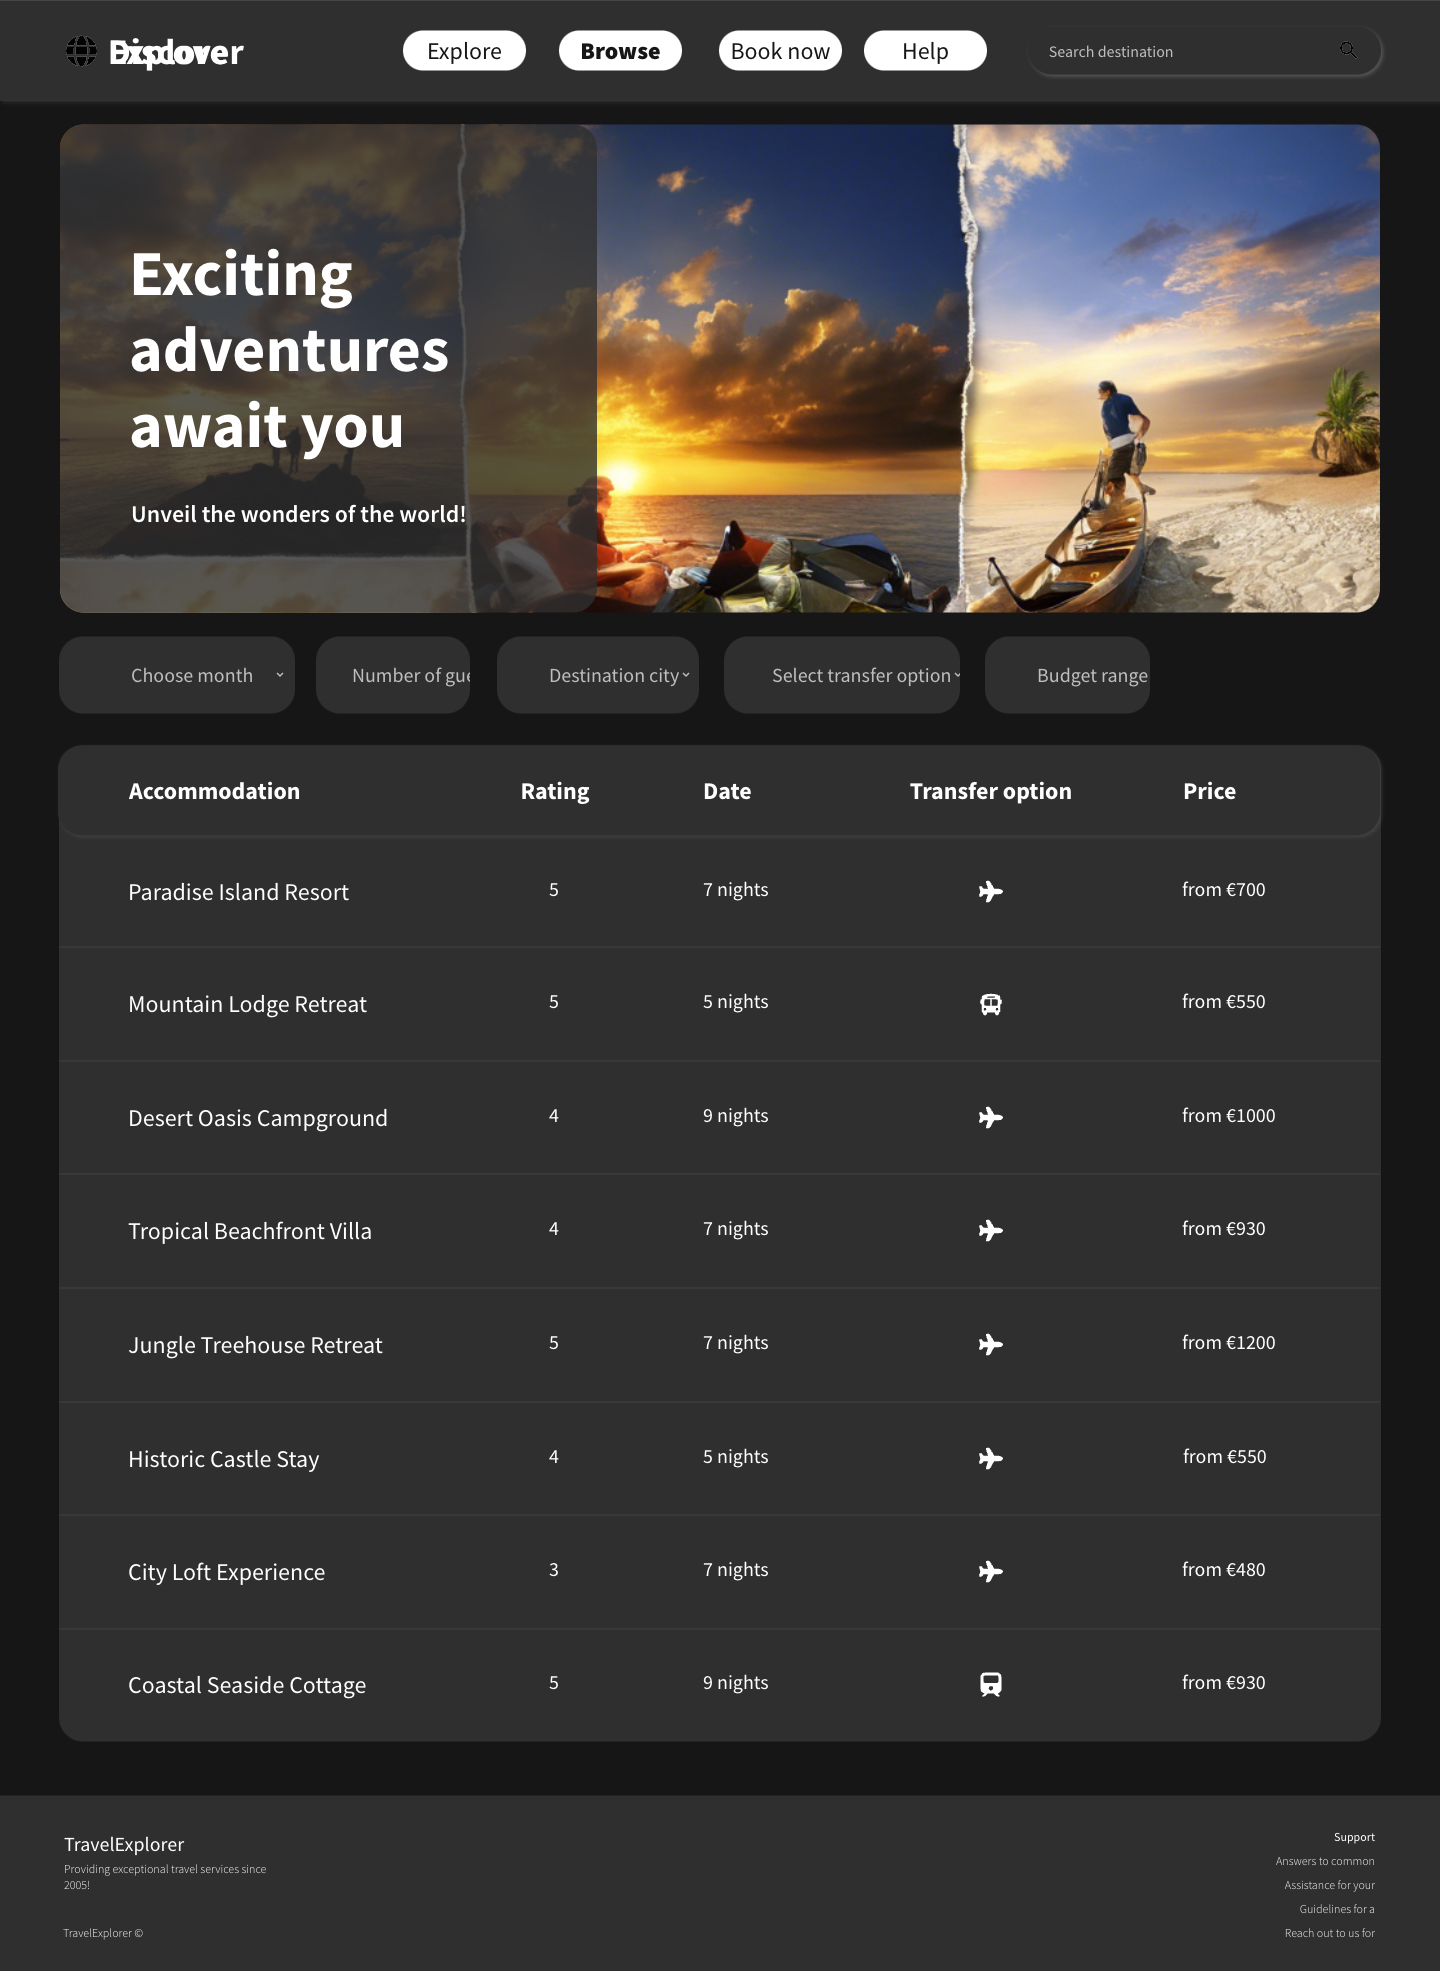 Explore
Browse
Book now
Help
Search destination
Exciting
adventures
await you
Unveil the wonders of the world!
Choose month
Number of gue
Destination city
Select transfer option
Budget range
Accommodation Rating Date Transfer option Price
Paradise Island Resort 5 7 nights from €700
Mountain Lodge Retreat 5 5 nights from €550
Desert Oasis Campground 4 9 nights from €1000
Tropical Beachfront Villa 4 7 nights from €930
Jungle Treehouse Retreat 5 7 nights from €1200
Historic Castle Stay 4 5 nights from €550
City Loft Experience 3 7 nights from €480
Coastal Seaside Cottage 5 9 nights from €930
TravelExplorer
Providing exceptional travel services since
2005!
TravelExplorer ©
Support
Answers to common
Assistance for your
Guidelines for a
Reach out to us for